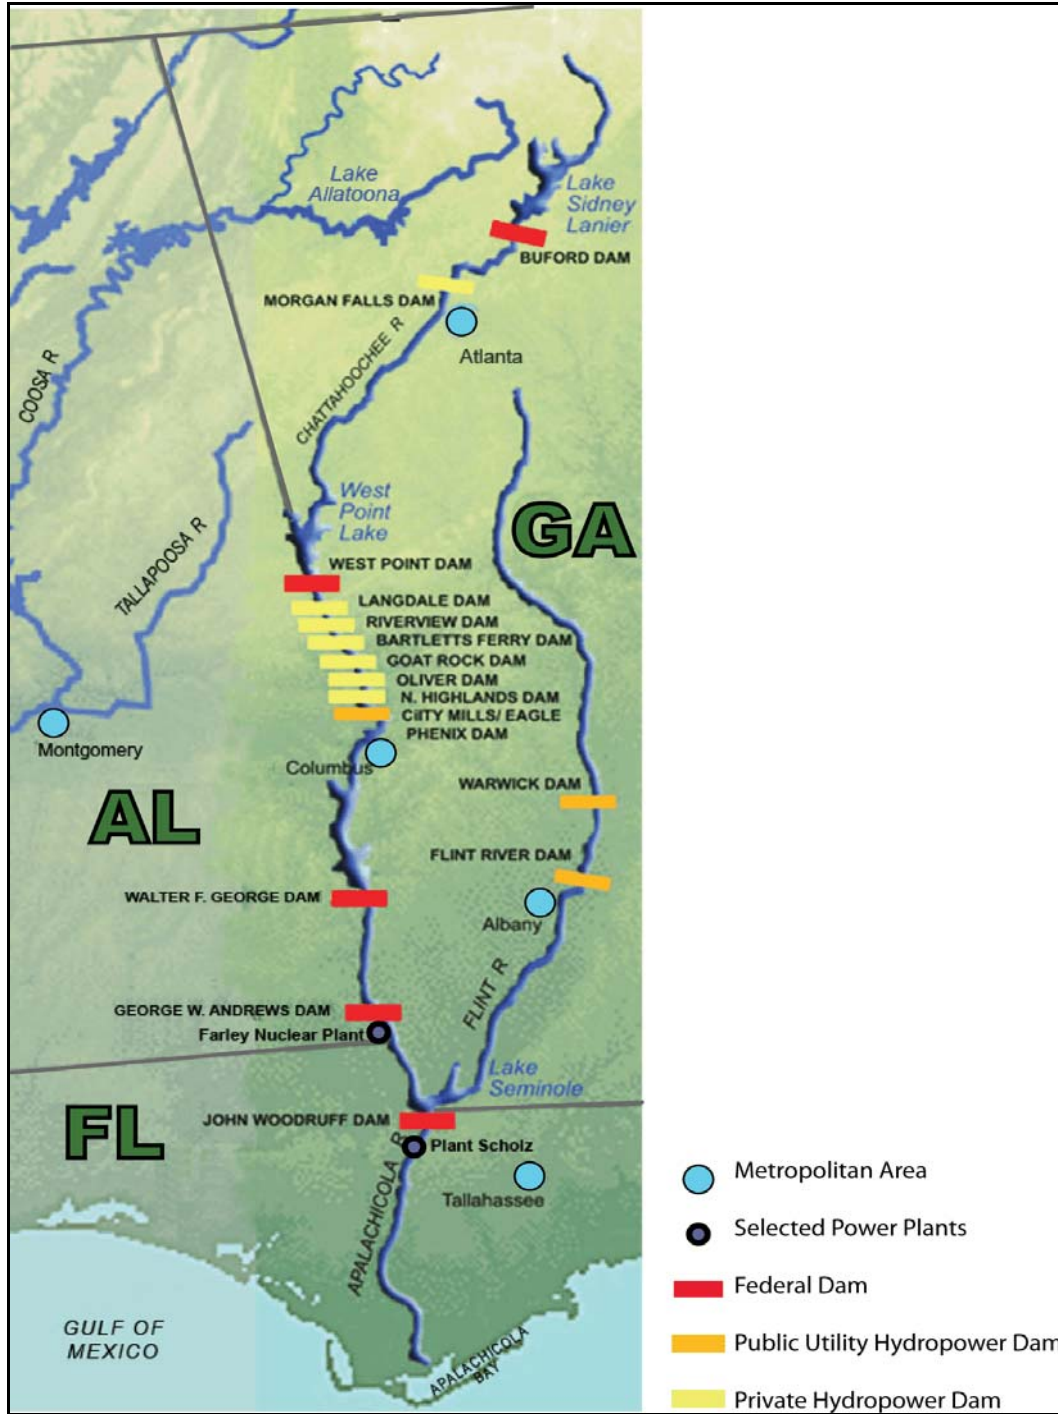 Lake
Allatoona
Lake
Sidney
Lanier
BUFORD DAM
MORGAN FALLS DAM
Atlanta
CHATTAHOOCHEE R
COOSA R
West
Point
Lake
GA
TALLAPOOSA R
WEST POINT DAM
LANGDALE DAM
RIVERVIEW DAM
BARTLETTS FERRY DAM
GOAT ROCK DAM
OLIVER DAM
N. HIGHLANDS DAM
CIITY MILLS/ EAGLE
PHENIX DAM
Montgomery
Columbus
WARWICK DAM
AL
FLINT RIVER DAM
WALTER F. GEORGE DAM
Albany
FLINT R
GEORGE W. ANDREWS DAM
Farley Nuclear Plant
Lake
Seminole
FL
JOHN WOODRUFF DAM
Plant Scholz
APALACHICOLA R
Tallahassee
GULF OF
MEXICO
APALACHICOLA
BAY
Metropolitan Area
Selected Power Plants
Federal Dam
Public Utility Hydropower Dam
Private Hydropower Dam